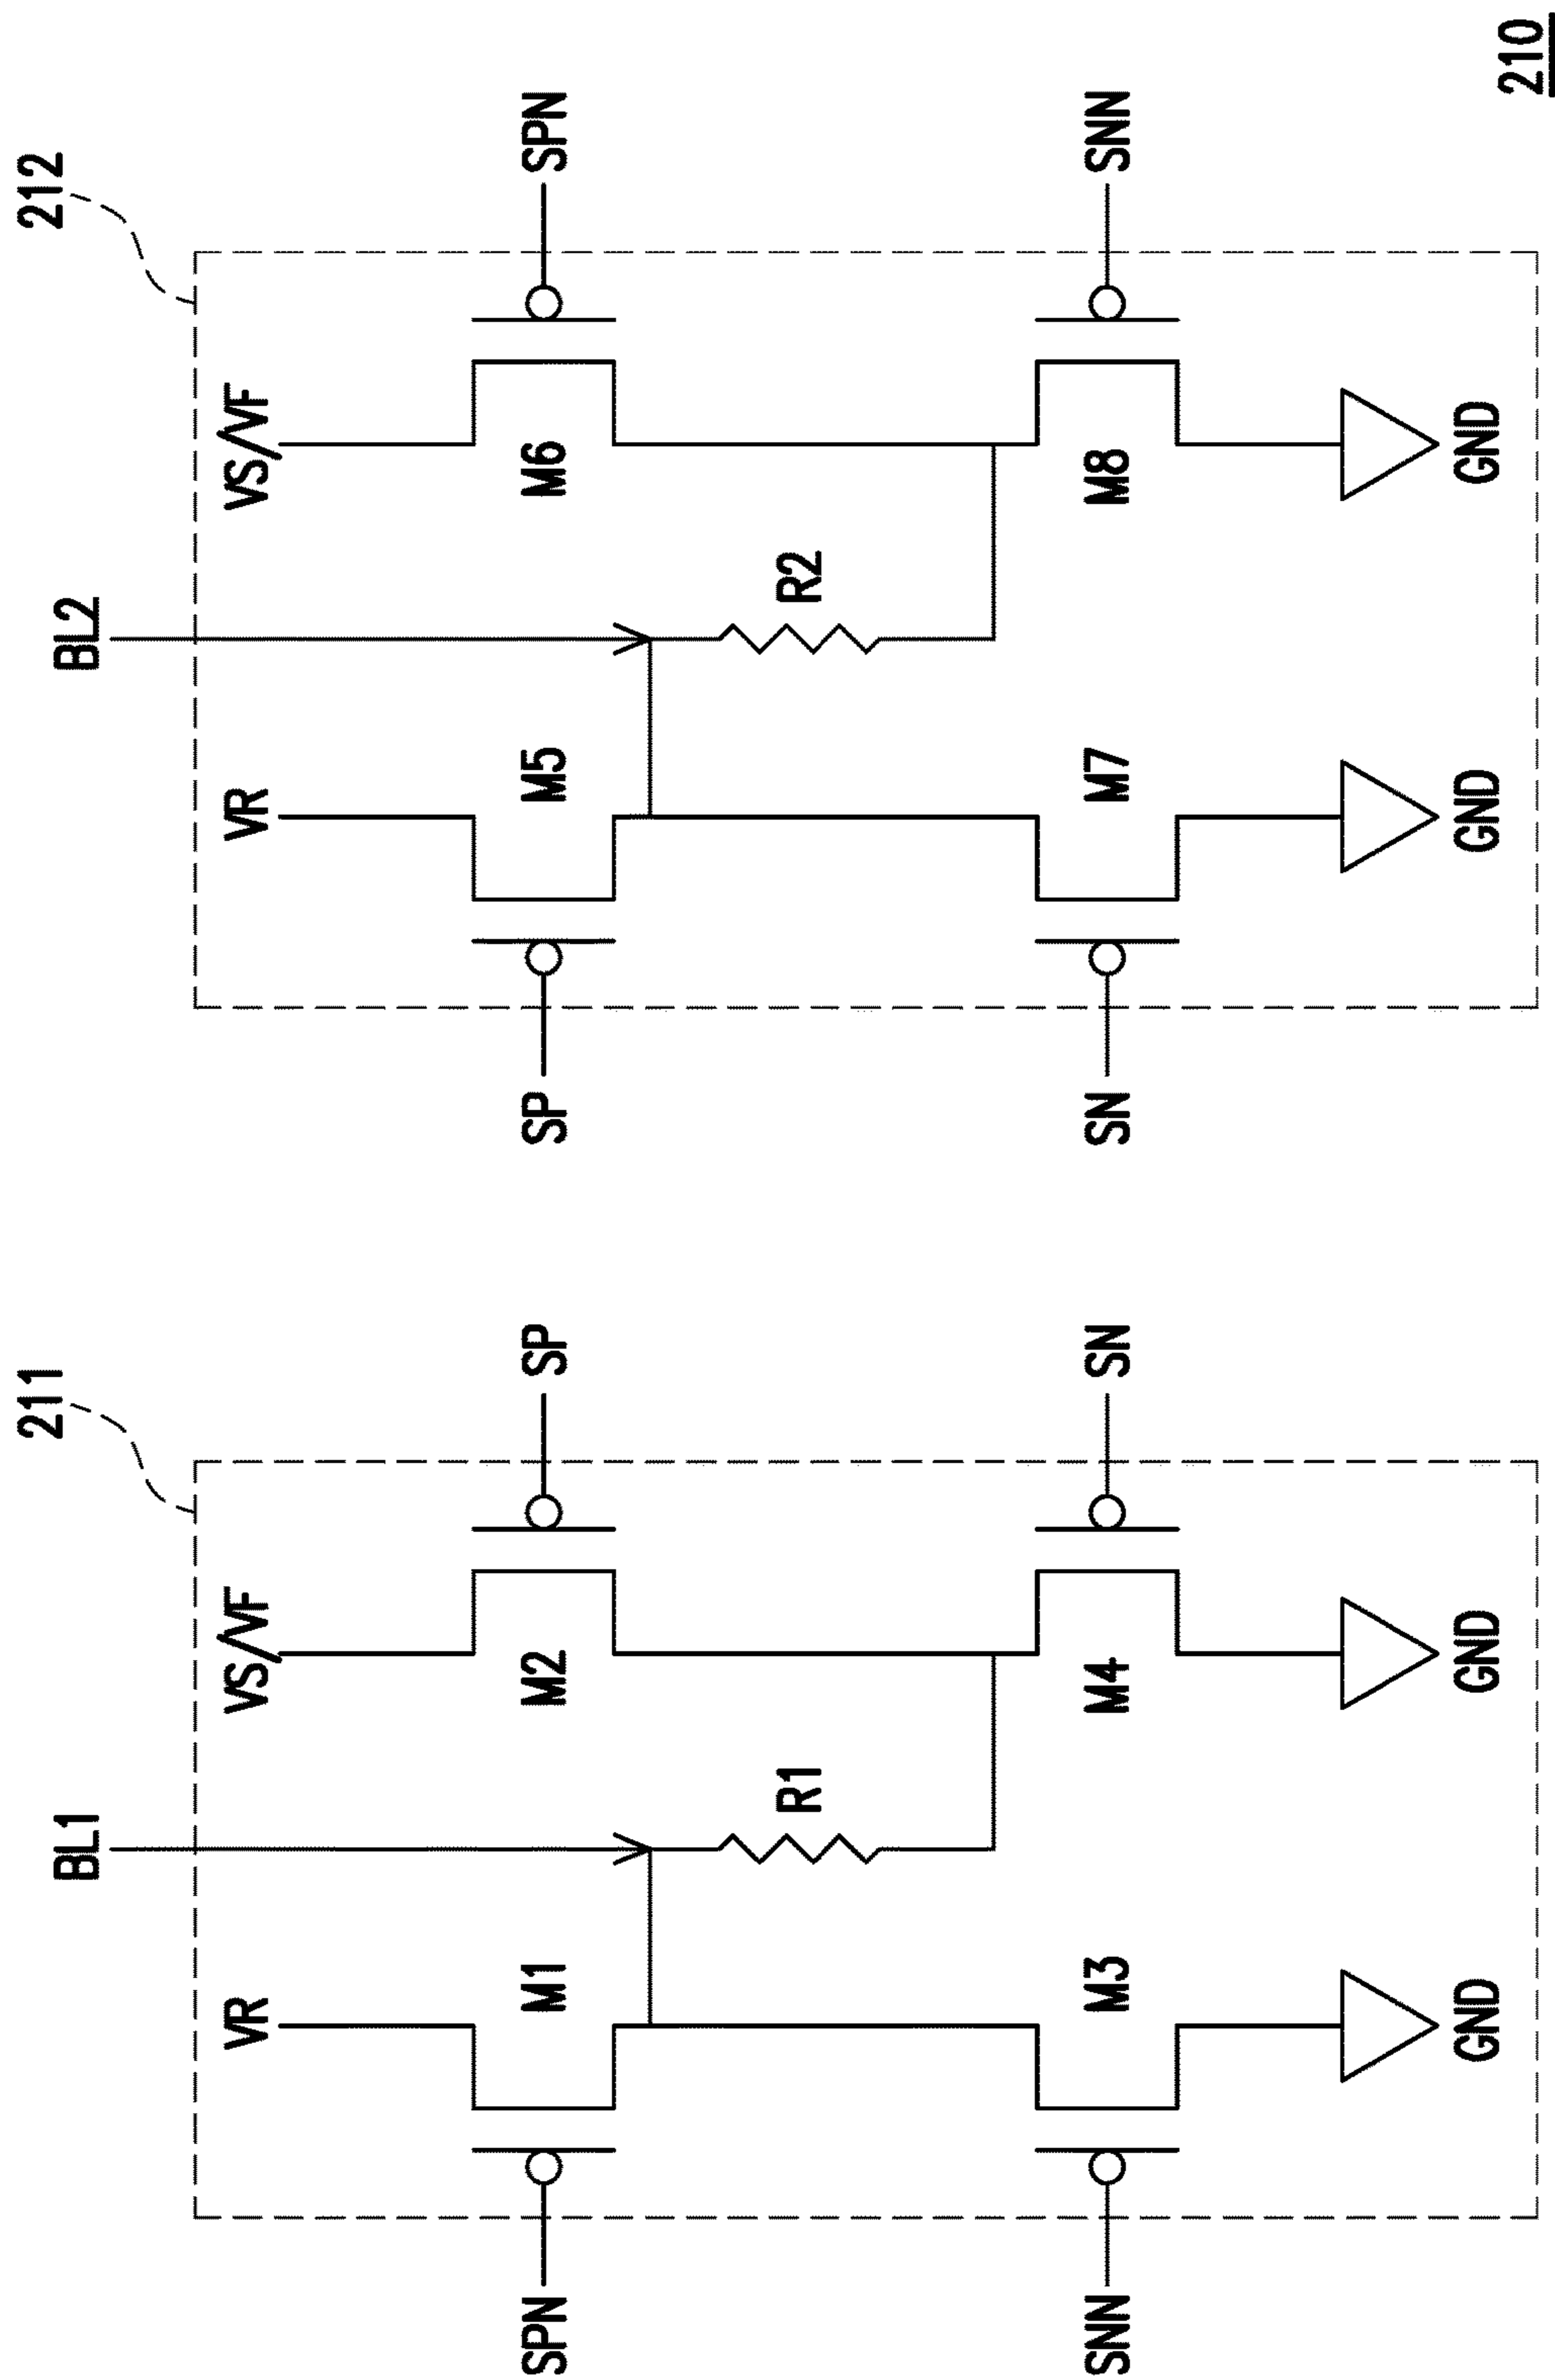 211
BL1
VR
VS/VF
SPN
M1
M2
SP
R1
SNN
M3
M4
SN
GND
GND
212
BL2
VR
VS/VF
SP
M5
M6
SPN
R2
SN
M7
M8
SNN
GND
GND
210